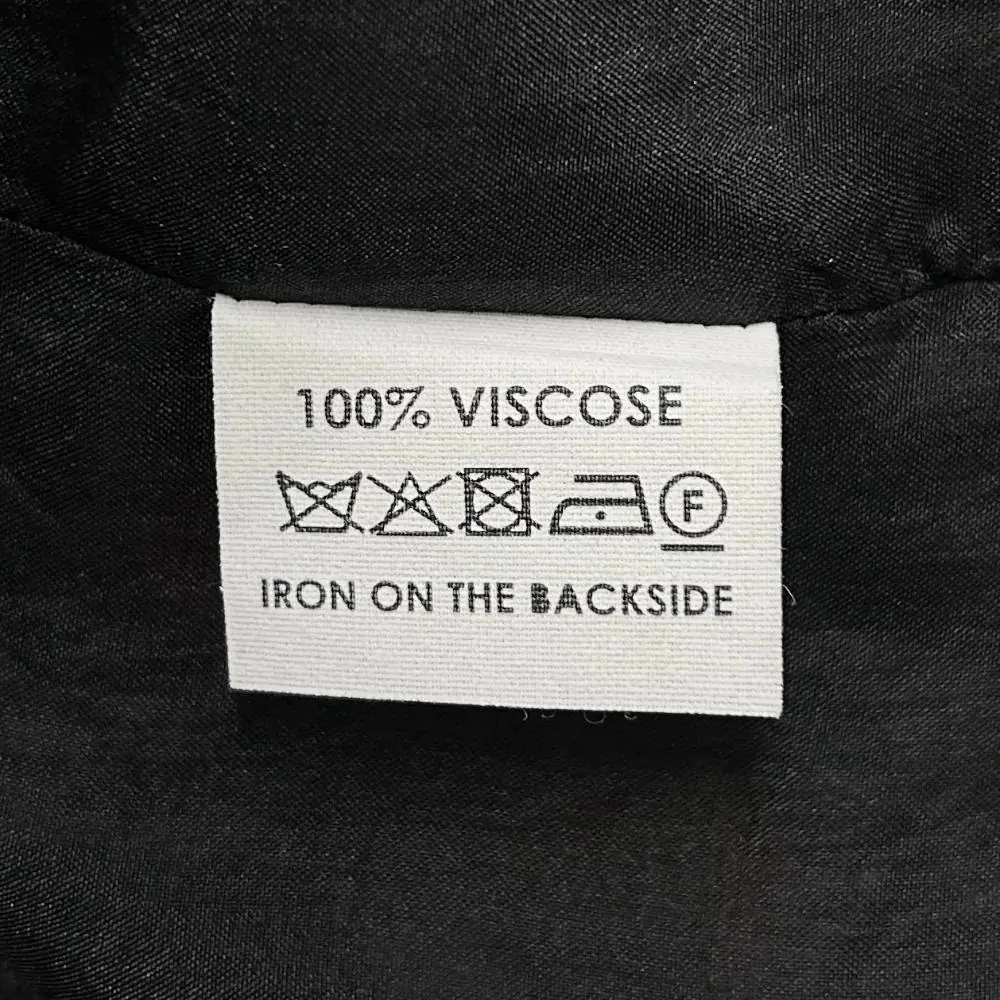 100% VISCOSE
F
IRON ON THE BACKSIDE